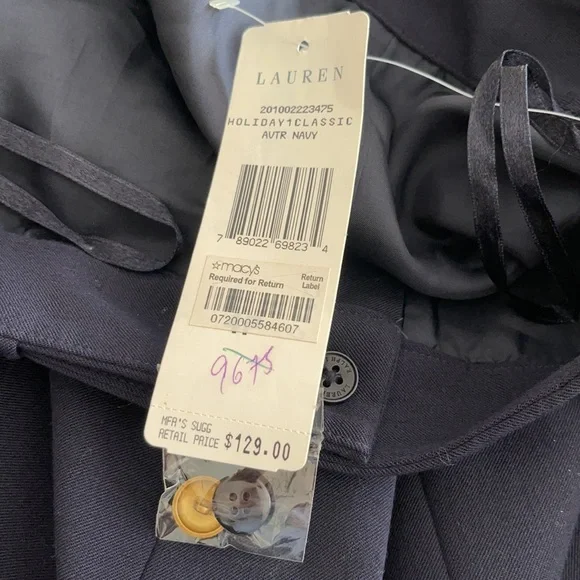 LAUREN
201002223475
HOLIDAY1CLASSIC
AVTR NAVY
7 89022 69823 4
macy's
Required for Return
Return
Label
0720005584607
9675
MFR'S SUGG
RETAIL PRICE $129.00